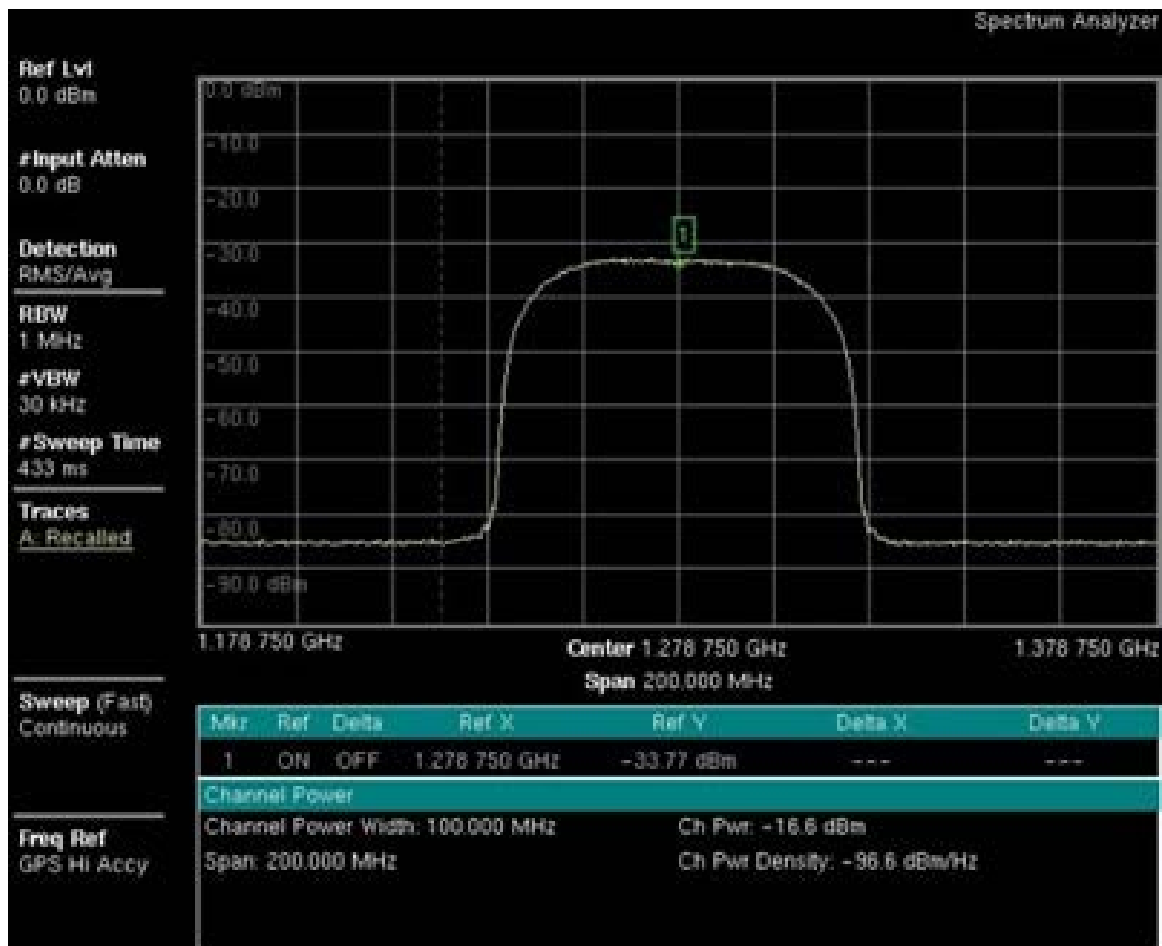 Spectrum Analyzer
Ref Lvl
0.0 dBm
#Input Atten
0.0 dB
Detection
RMS/Avg
RBW
1 MHz
#VBW
30 kHz
#Sweep Time
433 ms
Traces
A: Recalled
Sweep (Fast)
Continuous
Freq Ref
GPS Hi Accy
0.0 dBm
-10.0
-20.0
-30.0
-40.0
-50.0
-60.0
-70.0
-80.0
-90.0 dBm
1
1.178 750 GHz
Center 1.278 750 GHz
1.378 750 GHz
Span 200.000 MHz
Mkr Ref Delta Ref X Ref Y Delta X Delta Y
1 ON OFF 1.278 750 GHz -33.77 dBm --- ---
Channel Power
Channel Power Width: 100.000 MHz Ch Pwr: -16.6 dBm
Span: 200.000 MHz Ch Pwr Density: -96.6 dBm/Hz